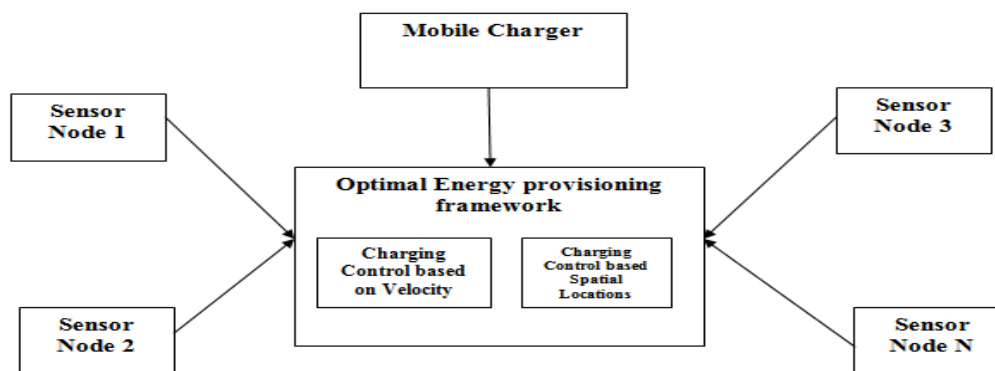 Mobile Charger
Sensor
Node 1
Sensor
Node 3
Optimal Energy provisioning
framework
Charging
Control based
on Velocity
Charging
Control based
Spatial
Locations
Sensor
Node 2
Sensor
Node N